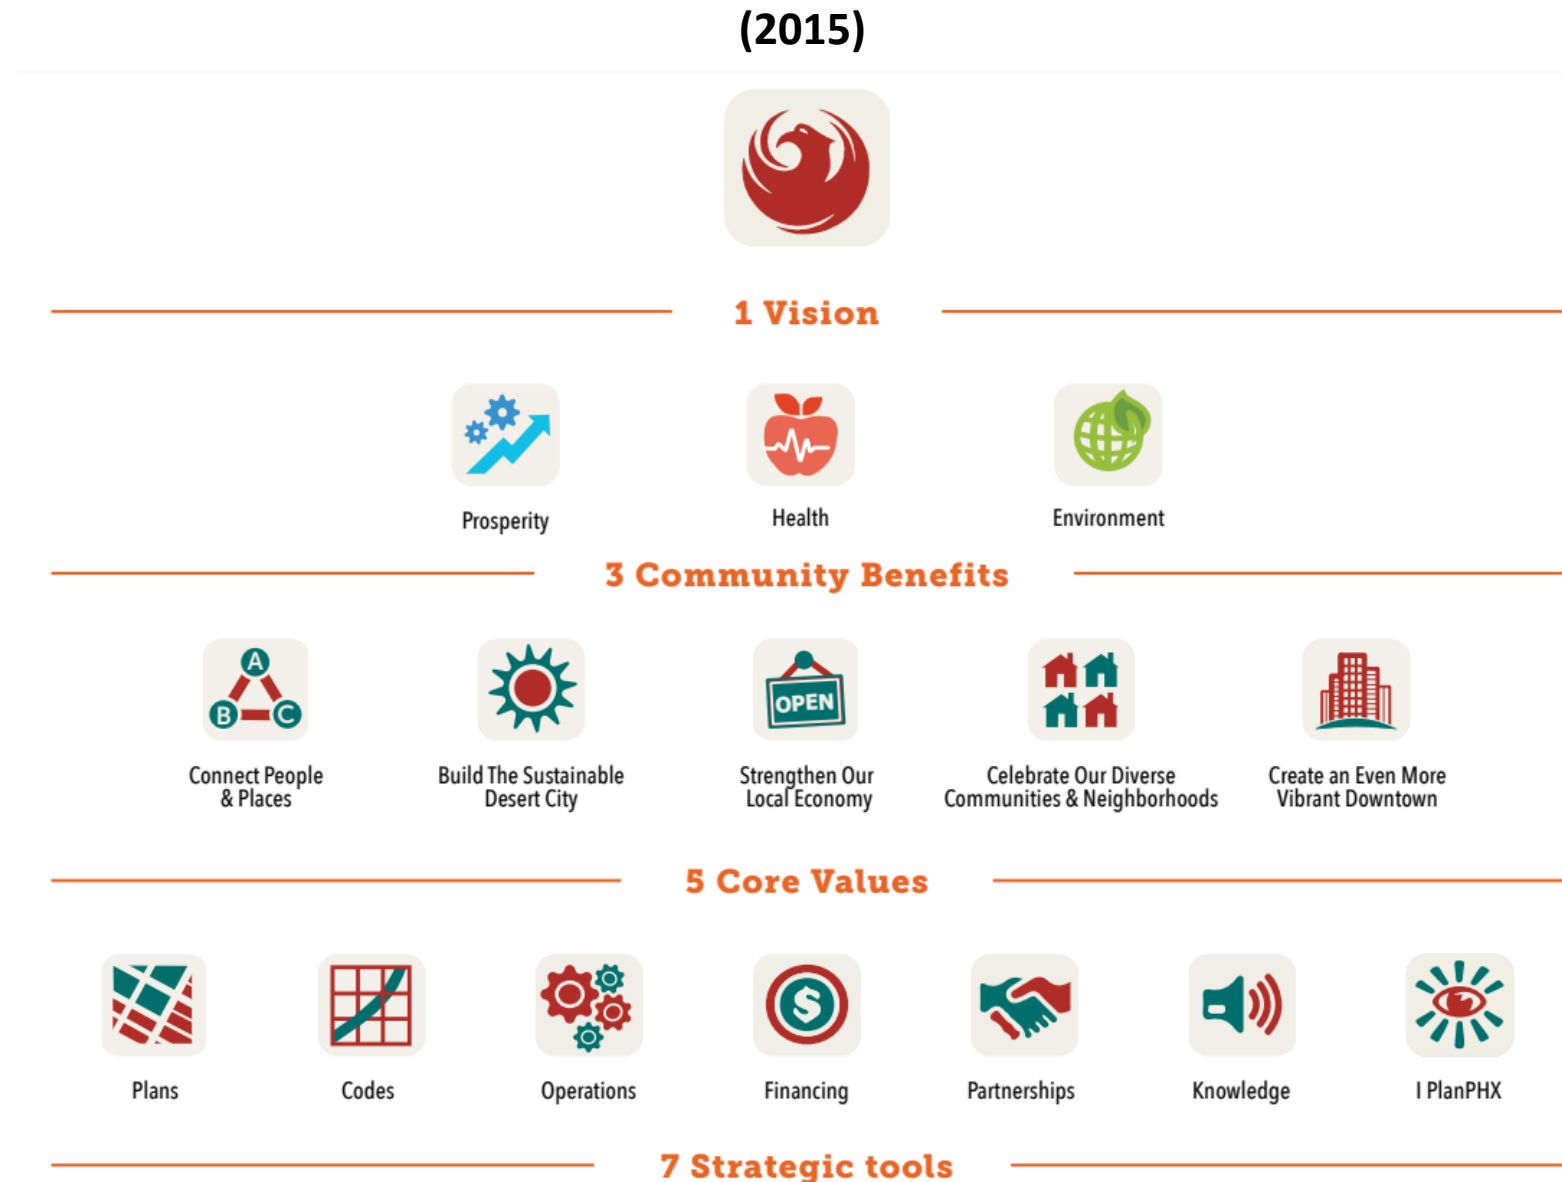 (2015)
1 Vision
Prosperity
Health
Environment
3 Community Benefits
A
B
C
OPEN
Connect People
& Places
Build The Sustainable
Desert City
Strengthen Our
Local Economy
Celebrate Our Diverse
Communities & Neighborhoods
Create an Even More
Vibrant Downtown
5 Core Values
$
Plans
Codes
Operations
Financing
Partnerships
Knowledge
I PlanPHX
7 Strategic tools